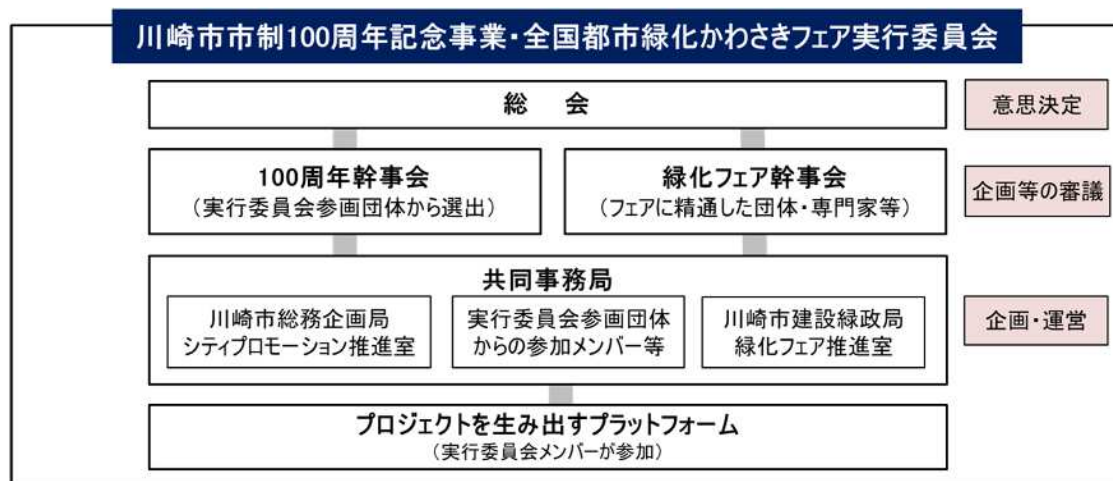 川崎市市制100周年記念事業・全国都市緑化かわさきフェア実行委員会
総 会
意思決定
100周年幹事会
(実行委員会参画団体から選出)
緑化フェア幹事会
(フェアに精通した団体・専門家等)
企画等の審議
共同事務局
川崎市総務企画局
シティプロモーション推進室
実行委員会参画団体
からの参加メンバー等
川崎市建設緑政局
緑化フェア推進室
企画・運営
プロジェクトを生み出すプラットフォーム
(実行委員会メンバーが参加)